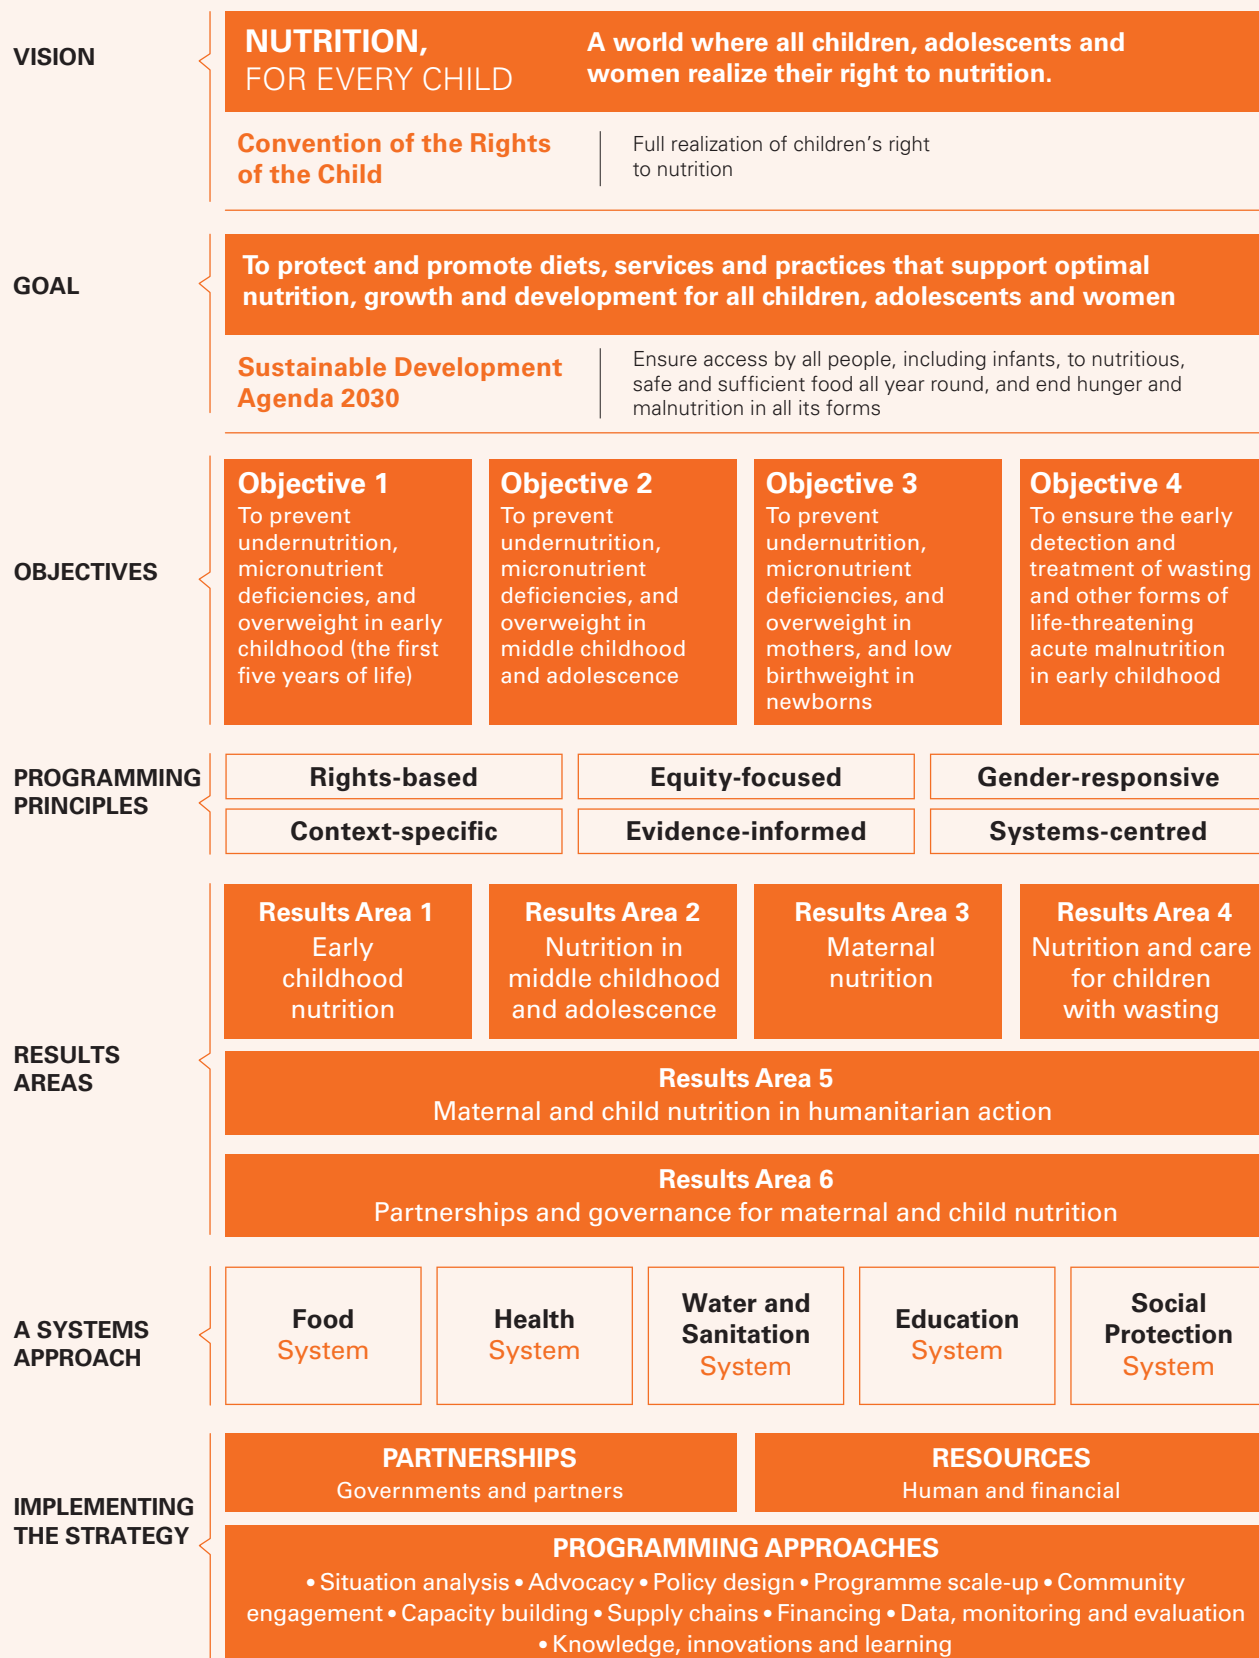 VISION
NUTRITION,
FOR EVERY CHILD
A world where all children, adolescents and
women realize their right to nutrition.
Convention of the Rights
of the Child
Full realization of children's right
to nutrition
GOAL
To protect and promote diets, services and practices that support optimal
nutrition, growth and development for all children, adolescents and women
Sustainable Development
Agenda 2030
Ensure access by all people, including infants, to nutritious,
safe and sufficient food all year round, and end hunger and
malnutrition in all its forms
OBJECTIVES
Objective 1
To prevent
undernutrition,
micronutrient
deficiencies, and
overweight in early
childhood (the first
five years of life)
Objective 2
To prevent
undernutrition,
micronutrient
deficiencies, and
overweight in
middle childhood
and adolescence
Objective 3
To prevent
undernutrition,
micronutrient
deficiencies, and
overweight in
mothers, and low
birthweight in
newborns
Objective 4
To ensure the early
detection and
treatment of wasting
and other forms of
life-threatening
acute malnutrition
in early childhood
PROGRAMMING
PRINCIPLES
Rights-based
Equity-focused
Gender-responsive
Context-specific
Evidence-informed
Systems-centred
RESULTS
AREAS
Results Area 1
Early
childhood
nutrition
Results Area 2
Nutrition in
middle childhood
and adolescence
Results Area 3
Maternal
nutrition
Results Area 4
Nutrition and care
for children
with wasting
Results Area 5
Maternal and child nutrition in humanitarian action
Results Area 6
Partnerships and governance for maternal and child nutrition
A SYSTEMS
APPROACH
Food
System
Health
System
Water and
Sanitation
System
Education
System
Social
Protection
System
IMPLEMENTING
THE STRATEGY
PARTNERSHIPS
Governments and partners
RESOURCES
Human and financial
PROGRAMMING APPROACHES
• Situation analysis • Advocacy • Policy design • Programme scale-up • Community
engagement • Capacity building • Supply chains • Financing • Data, monitoring and evaluation
• Knowledge, innovations and learning